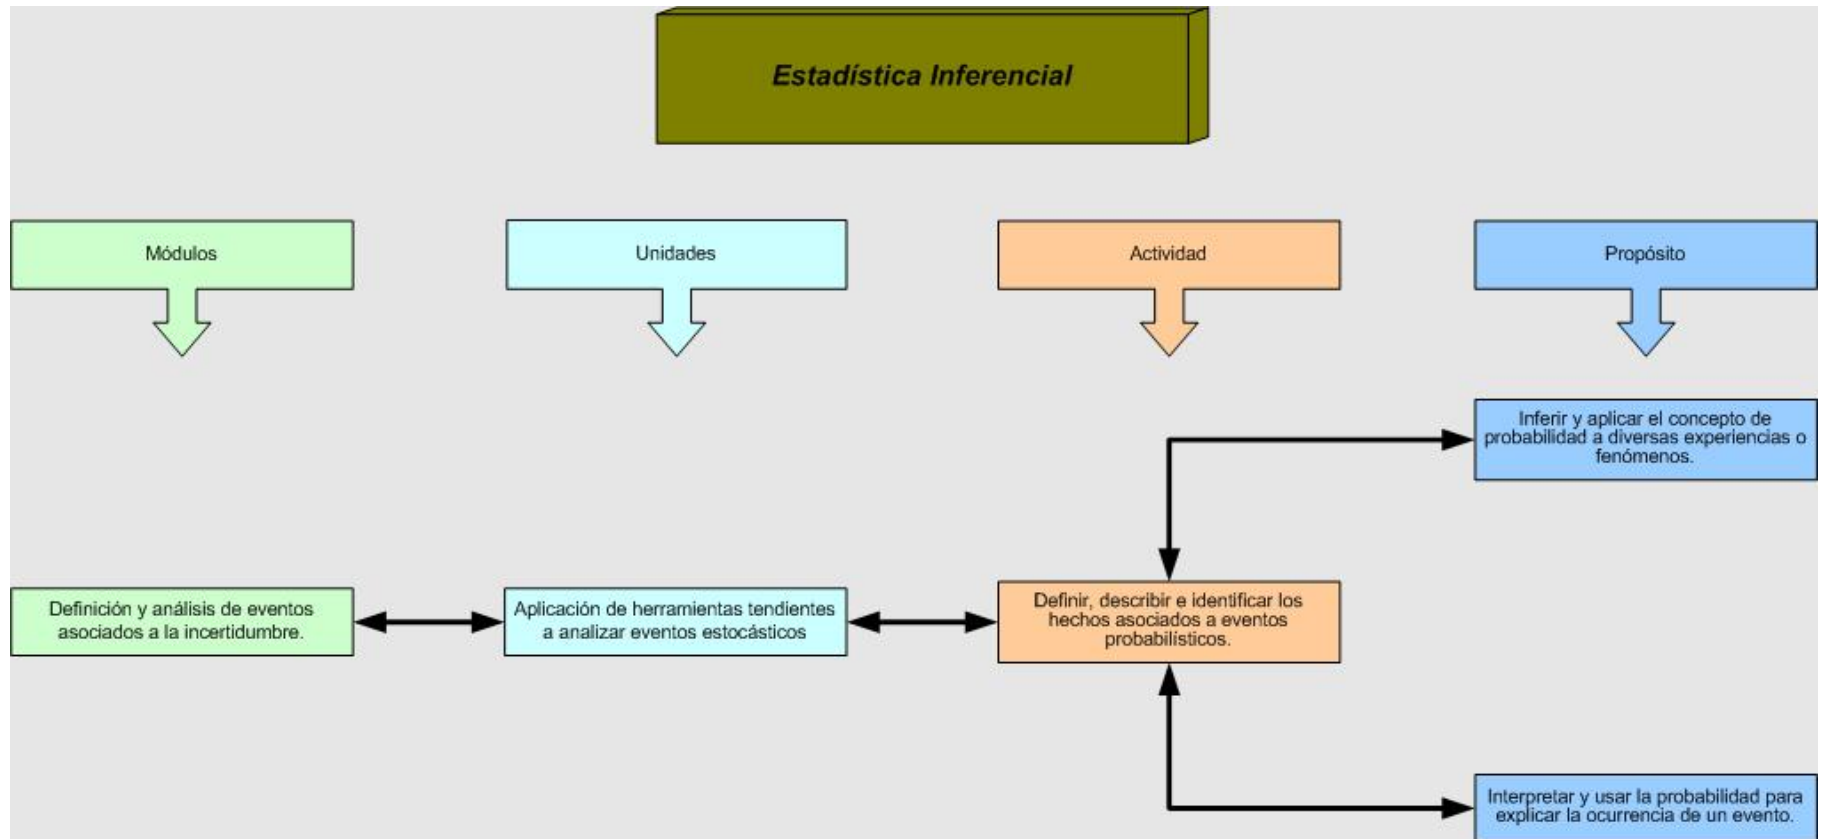 Estadística Inferencial
Módulos
Unidades
Actividad
Propósito
Inferir y aplicar el concepto de
probabilidad a diversas experiencias o
fenómenos.
Definición y análisis de eventos
asociados a la incertidumbre.
Aplicación de herramientas tendientes
a analizar eventos estocásticos
Definir, describir e identificar los
hechos asociados a eventos
probabilísticos.
Interpretar y usar la probabilidad para
explicar la ocurrencia de un evento.